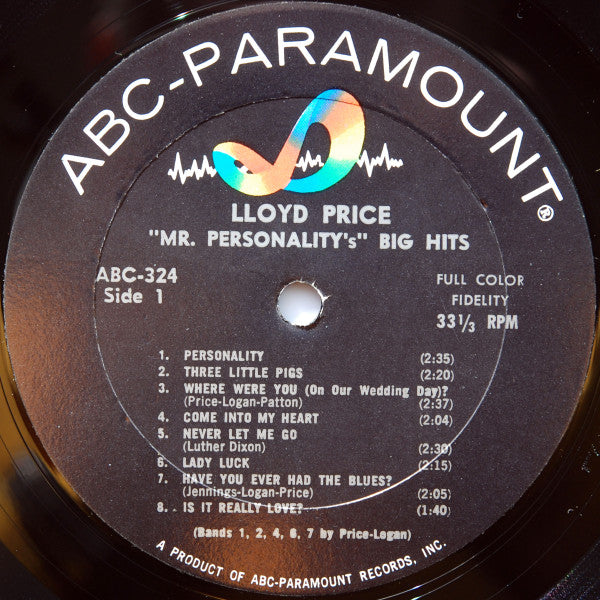 ABC-PARAMOUNT®
LLOYD PRICE
"MR. PERSONALITY's" BIG HITS
ABC-324
Side 1
FULL COLOR
FIDELITY
33 1/3 RPM
1. PERSONALITY (2:35)
2. THREE LITTLE PIGS (2:20)
3. WHERE WERE YOU (On Our Wedding Day)?
(Price-Logan-Patton) (2:37)
4. COME INTO MY HEART (2:04)
5. NEVER LET ME GO
(Luther Dixon) (2:30)
6. LADY LUCK (2:15)
7. HAVE YOU EVER HAD THE BLUES?
(Jennings-Logan-Price) (2:05)
8. . IS IT REALLY LOVE? (1:40)
(Bands 1, 2, 4, 6, 7 by Price-Logan)
A PRODUCT OF ABC-PARAMOUNT RECORDS, INC.